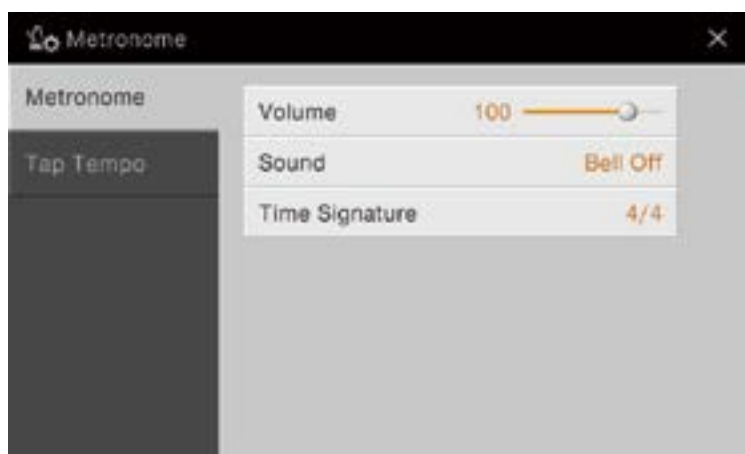 Metronome
Metronome
Tap Tempo
Volume 100
Sound Bell Off
Time Signature 4/4